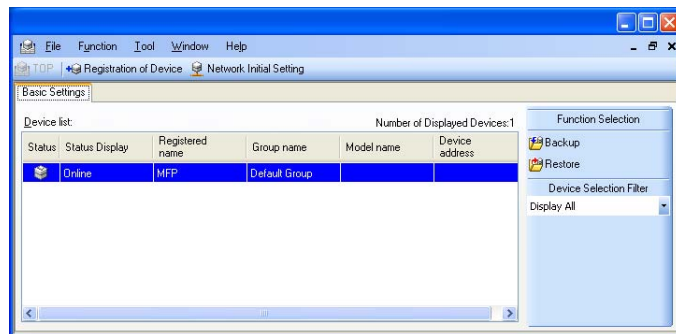 File Function Tool Window Help
TOP Registration of Device Network Initial Setting
Basic Settings
Device list: Number of Displayed Devices:1
Status Status Display Registered name Group name Model name Device address
Online MFP Default Group
Function Selection
Backup
Restore
Device Selection Filter
Display All